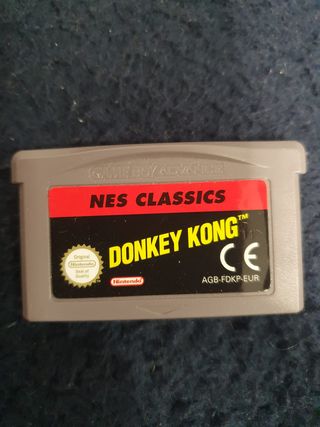 GAME BOY ADVANCE
NES CLASSICS
DONKEY KONG™
Original
Nintendo
Seal of
Quality
Nintendo
CE
AGB-FDKP-EUR